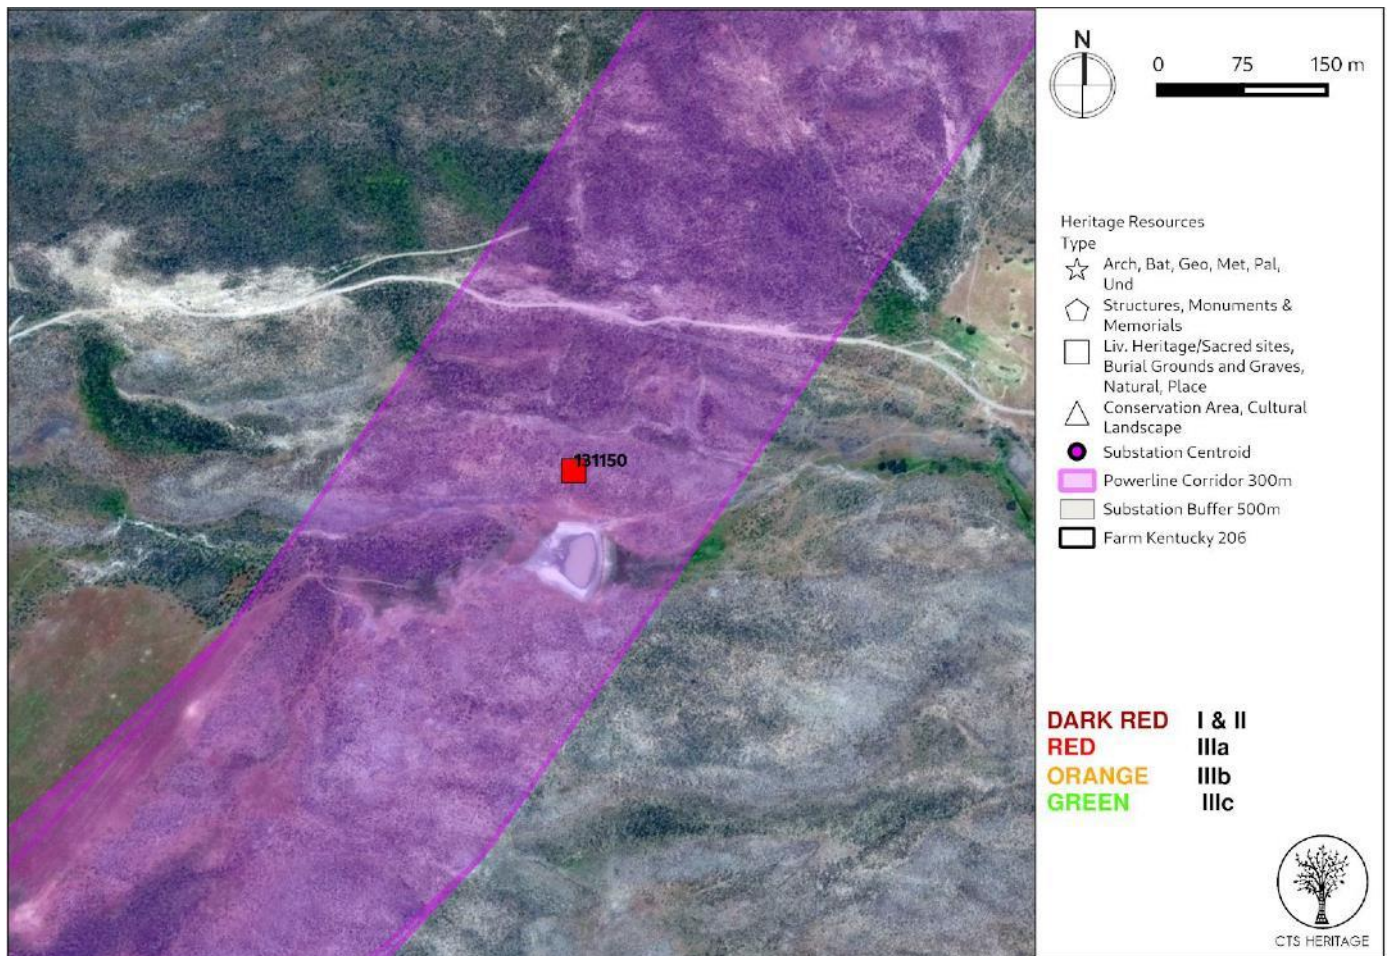 131150
N
0 75 150 m
Heritage Resources
Type
Arch, Bat, Geo, Met, Pal,
Und
Structures, Monuments &
Memorials
Liv. Heritage/Sacred sites,
Burial Grounds and Graves,
Natural, Place
Conservation Area, Cultural
Landscape
Substation Centroid
Powerline Corridor 300m
Substation Buffer 500m
Farm Kentucky 206
DARK RED I & II
RED IIIa
ORANGE IIIb
GREEN IIIc
CTS HERITAGE